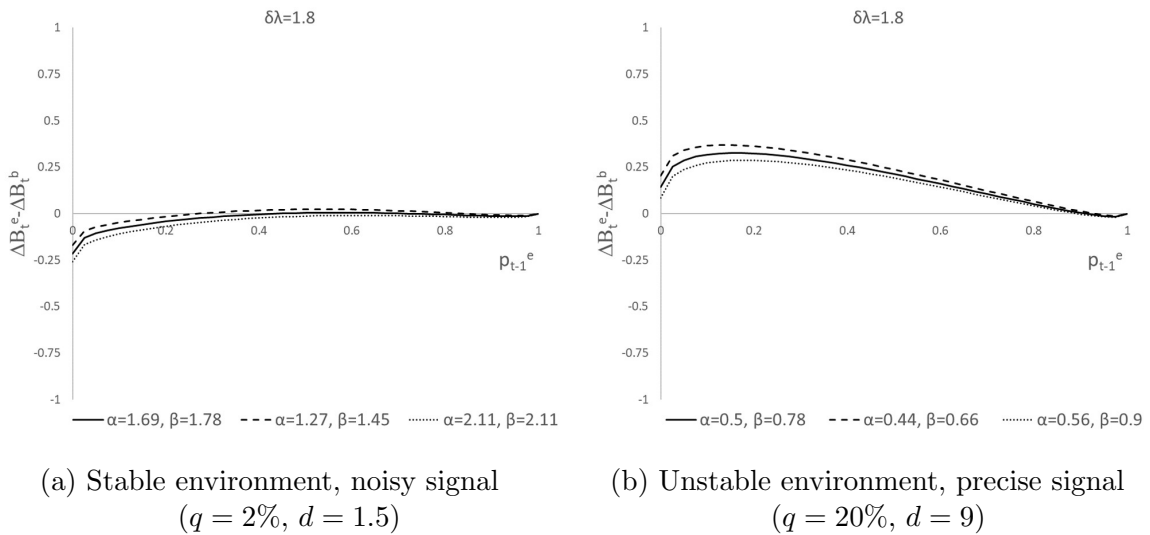 δλ=1.8
1
0.75
0.5
0.25
0
-0.25
-0.5
-0.75
-1
0 0.2 0.4 0.6 0.8 1
ΔBₜᵉ-ΔBₜᵇ
pₜ₋₁ᵉ
α=1.69, β=1.78 α=1.27, β=1.45 α=2.11, β=2.11
(a) Stable environment, noisy signal
(q = 2%, d = 1.5)
δλ=1.8
1
0.75
0.5
0.25
0
-0.25
-0.5
-0.75
-1
0 0.2 0.4 0.6 0.8 1
ΔBₜᵉ-ΔBₜᵇ
pₜ₋₁ᵉ
α=0.5, β=0.78 α=0.44, β=0.66 α=0.56, β=0.9
(b) Unstable environment, precise signal
(q = 20%, d = 9)